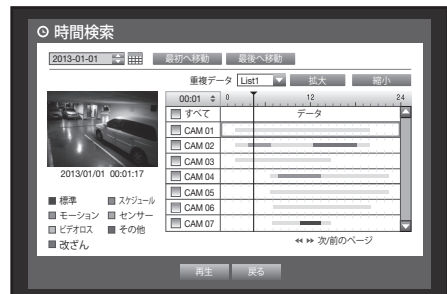 時間検索
2013-01-01 最初へ移動 最後へ移動
重複データ List1 拡大 縮小
00:01 0 12 24
すべて データ
CAM 01
CAM 02
CAM 03
CAM 04
CAM 05
CAM 06
CAM 07
2013/01/01 00:01:17
標準 スケジュール
モーション センサー
ビデオロス その他
改ざん
次/前のページ
再生 戻る